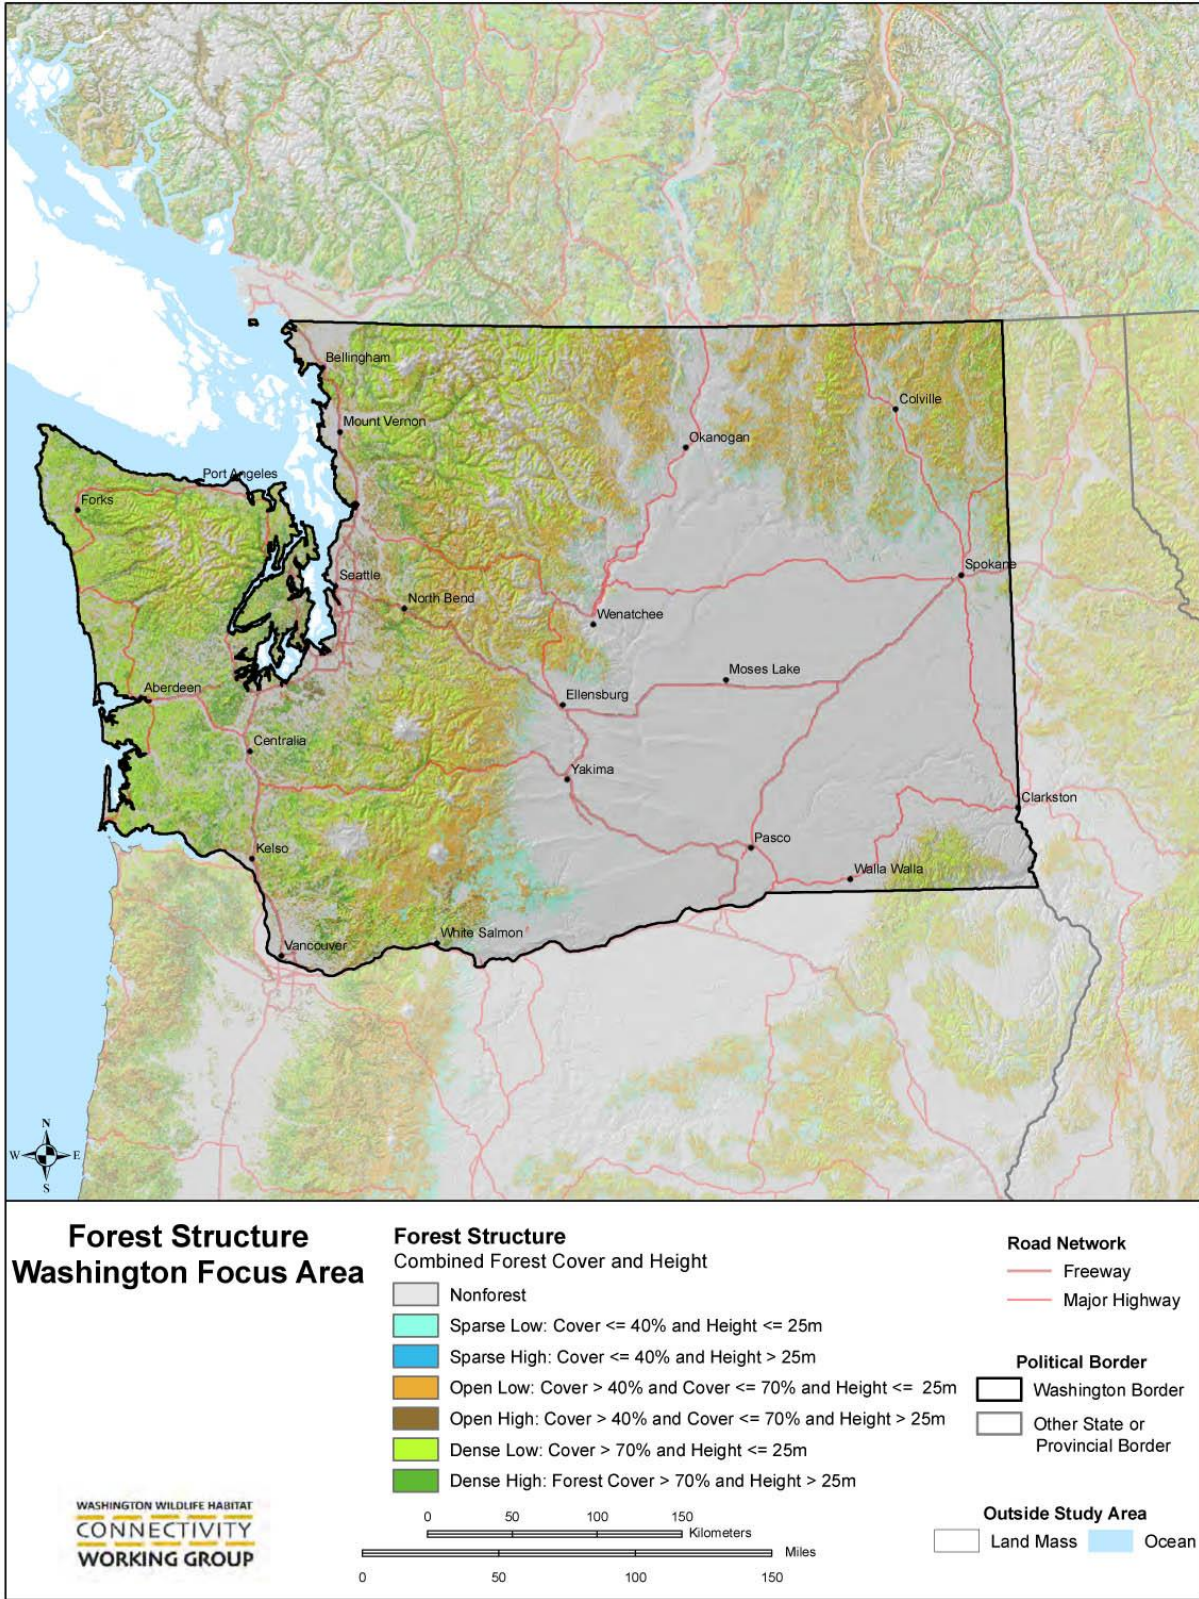 Bellingham
Colville
Mount Vernon
Okanogan
Port Angeles
Forks
Spokane
Seattle
North Bend
Wenatchee
Moses Lake
Aberdeen
Ellensburg
Centralia
Yakima
Clarkston
Pasco
Kelso
Walla Walla
White Salmon
Vancouver
N
W E
S
Forest Structure
Washington Focus Area
Forest Structure
Combined Forest Cover and Height
Nonforest
Sparse Low: Cover <= 40% and Height <= 25m
Sparse High: Cover <= 40% and Height > 25m
Open Low: Cover > 40% and Cover <= 70% and Height <= 25m
Open High: Cover > 40% and Cover <= 70% and Height > 25m
Dense Low: Cover > 70% and Height <= 25m
Dense High: Forest Cover > 70% and Height > 25m
Road Network
Freeway
Major Highway
Political Border
Washington Border
Other State or
Provincial Border
Outside Study Area
Land Mass
Ocean
0 50 100 150
Kilometers
Miles
0 50 100 150
WASHINGTON WILDLIFE HABITAT
CONNECTIVITY
WORKING GROUP